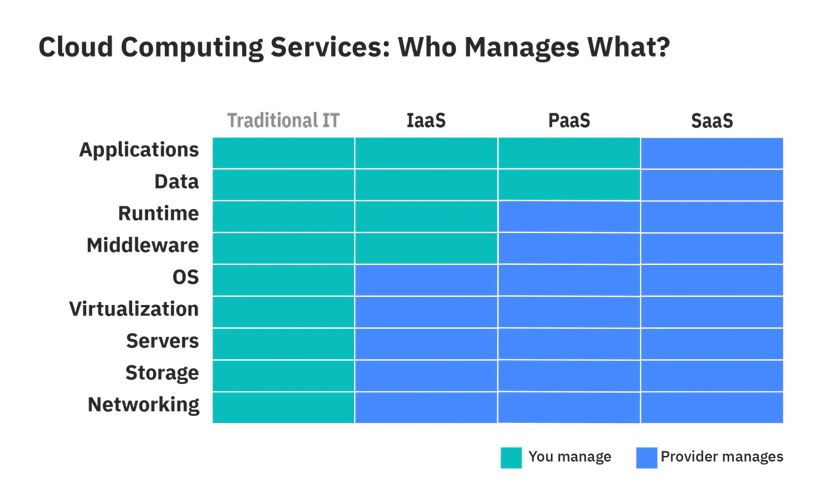 Cloud Computing Services: Who Manages What?
Traditional IT IaaS PaaS SaaS
Applications
Data
Runtime
Middleware
OS
Virtualization
Servers
Storage
Networking
You manage Provider manages